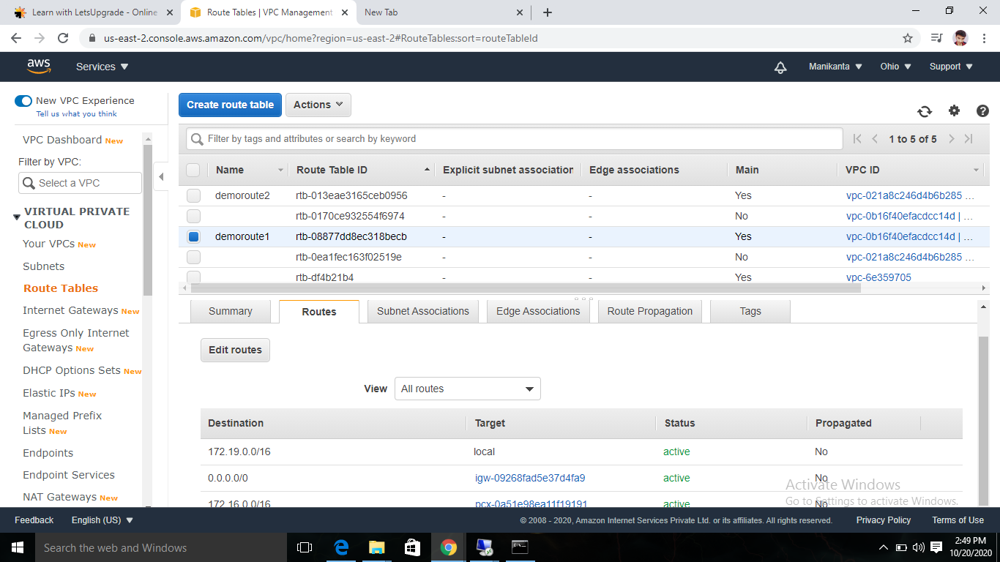 Learn with LetsUpgrade - Online
Route Tables | VPC Management
New Tab
us-east-2.console.aws.amazon.com/vpc/home?region=us-east-2#RouteTables:sort=routeTableId
aws Services Manikanta Ohio Support
New VPC Experience
Tell us what you think
VPC Dashboard New
Filter by VPC:
Select a VPC
VIRTUAL PRIVATE
CLOUD
Your VPCs New
Subnets
Route Tables
Internet Gateways New
Egress Only Internet
Gateways New
DHCP Options Sets New
Elastic IPs New
Managed Prefix
Lists New
Endpoints
Endpoint Services
NAT Gateways New
Create route table Actions
Filter by tags and attributes or search by keyword 1 to 5 of 5
Name Route Table ID Explicit subnet association Edge associations Main VPC ID
demoroute2 rtb-013eae3165ceb0956 - - Yes vpc-021a8c246d4b6b285 ...
rtb-0170ce932554f6974 - - No vpc-0b16f40efacdcc14d | ...
demoroute1 rtb-08877dd8ec318becb - - Yes vpc-0b16f40efacdcc14d | ...
rtb-0ea1fec163f02519e - - No vpc-021a8c246d4b6b285 ...
rtb-df4b21b4 - - Yes vpc-6e359705
Summary Routes Subnet Associations Edge Associations Route Propagation Tags
Edit routes
View All routes
Destination Target Status Propagated
172.19.0.0/16 local active No
0.0.0.0/0 igw-09268fad5e37d4fa9 active No
172.16.0.0/16 pcx-0a51e98ea11f19191 active No
Activate Windows
Go to Settings to activate Windows.
Feedback English (US) © 2008 - 2020, Amazon Internet Services Private Ltd. or its affiliates. All rights reserved. Privacy Policy Terms of Use
Search the web and Windows
2:49 PM
10/20/2020